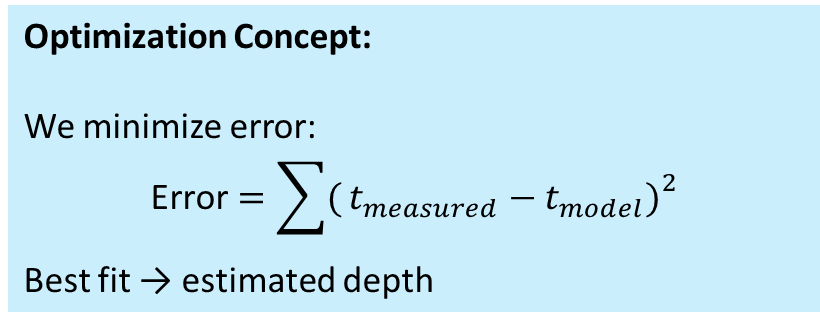 Optimization Concept:
We minimize error:
Error = ∑(t_measured − t_model)²
Best fit → estimated depth